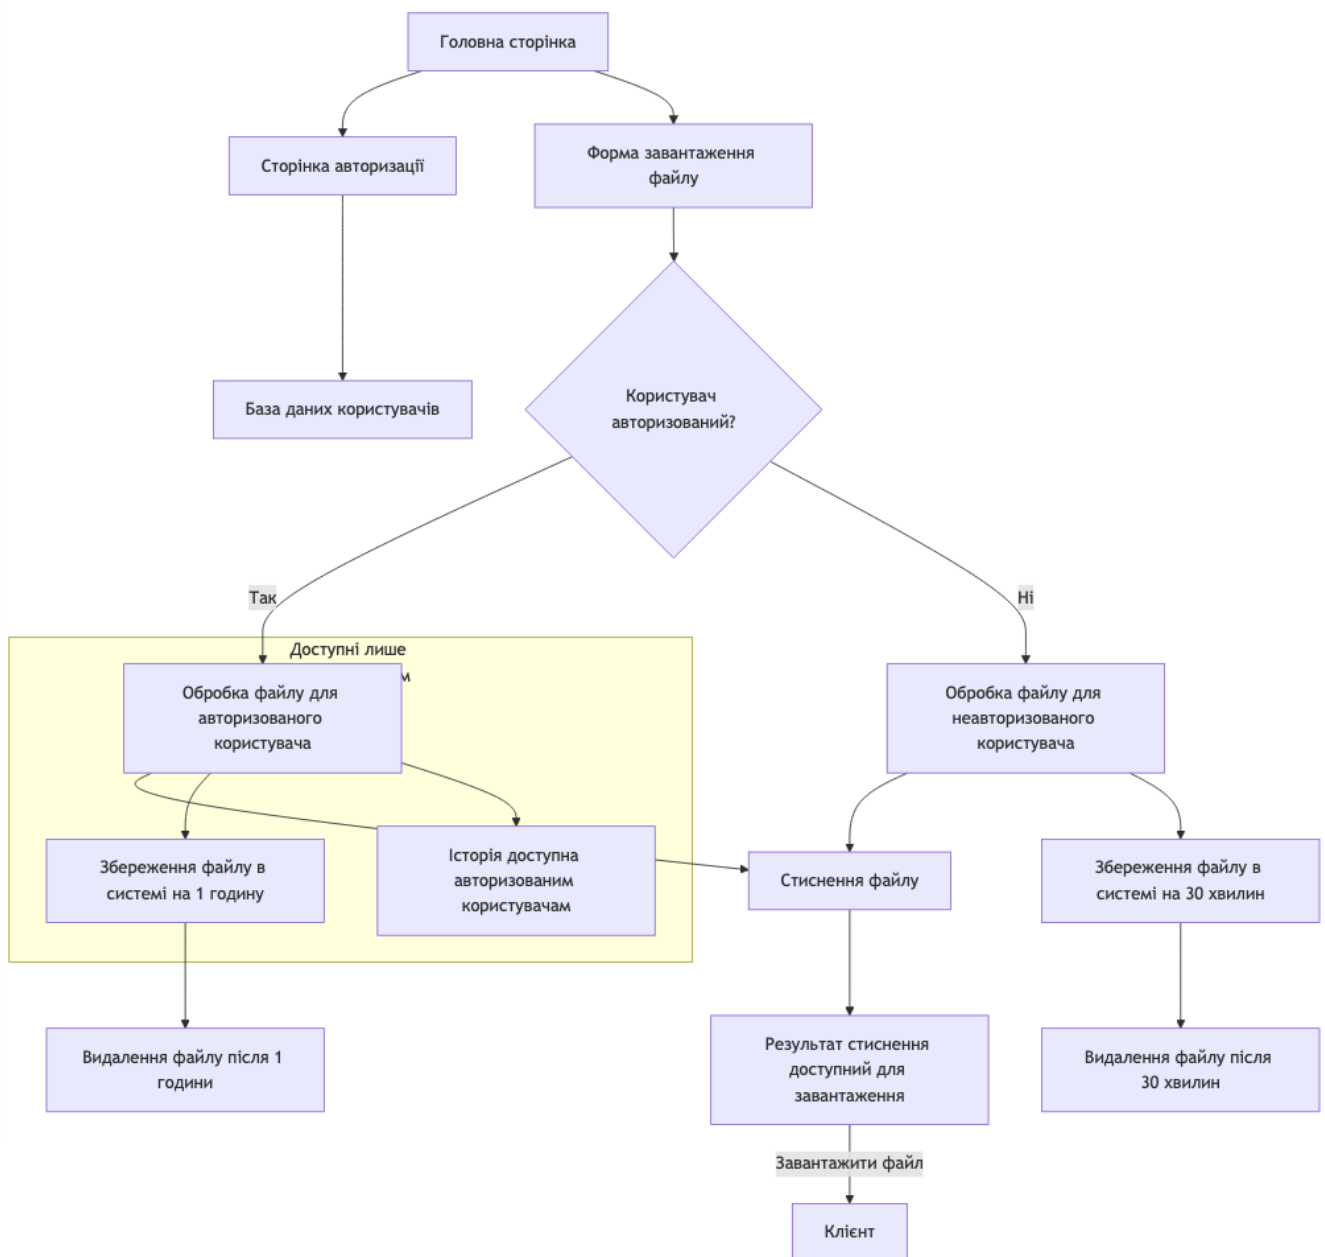 Головна сторінка
Сторінка авторизації
Форма завантаження
файлу
База даних користувачів
Користувач
авторизований?
Так
Ні
Доступні лише
Обробка файлу для
авторизованого
користувача
Обробка файлу для
неавторизованого
користувача
Збереження файлу в
системі на 1 годину
Історія доступна
авторизованим
користувачам
Стиснення файлу
Збереження файлу в
системі на 30 хвилин
Видалення файлу після 1
години
Результат стиснення
доступний для
завантаження
Видалення файлу після
30 хвилин
Завантажити файл
Клієнт